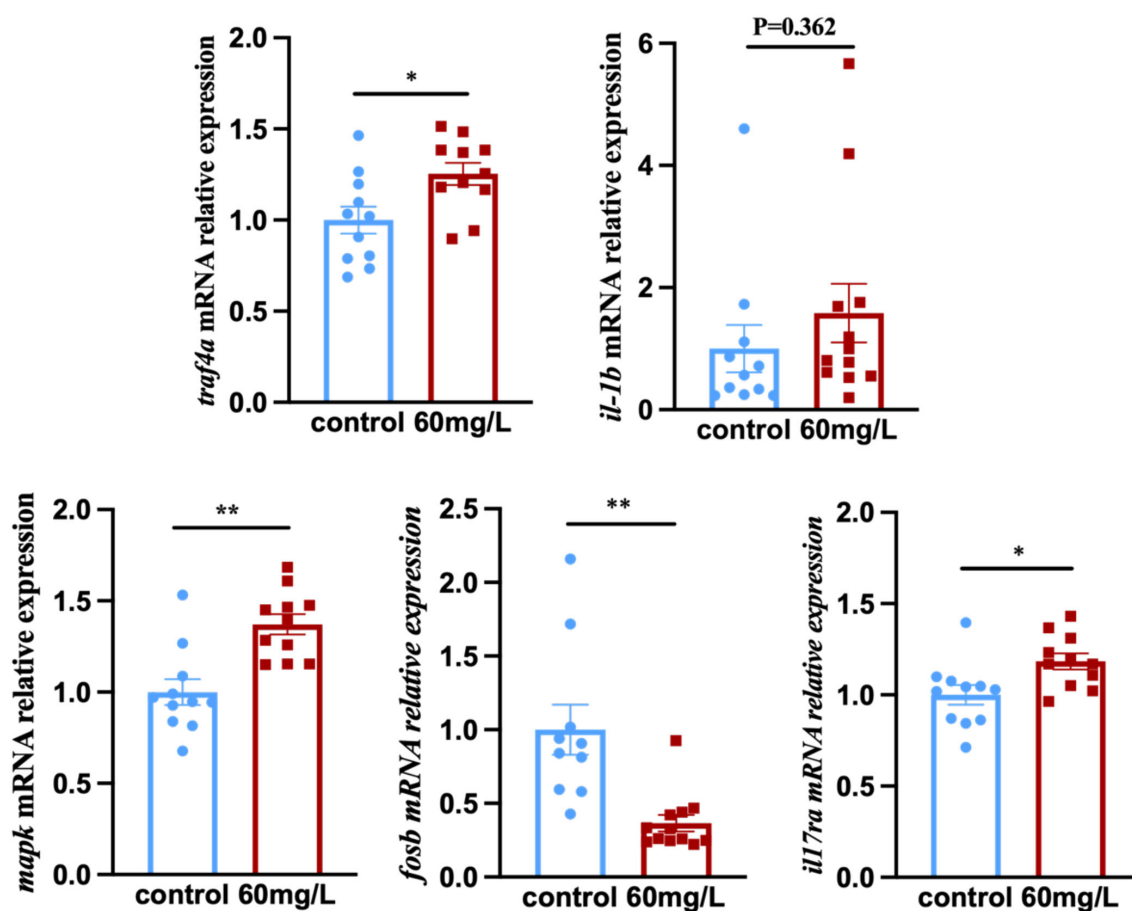 traf4a mRNA relative expression
2.0
1.5
1.0
0.5
0.0
*
control 60mg/L
il-1b mRNA relative expression
6
4
2
0
P=0.362
control 60mg/L
mapk mRNA relative expression
2.0
1.5
1.0
0.5
0.0
**
control 60mg/L
fosb mRNA relative expression
2.5
2.0
1.5
1.0
0.5
0.0
**
control 60mg/L
il17ra mRNA relative expression
2.0
1.5
1.0
0.5
0.0
*
control 60mg/L